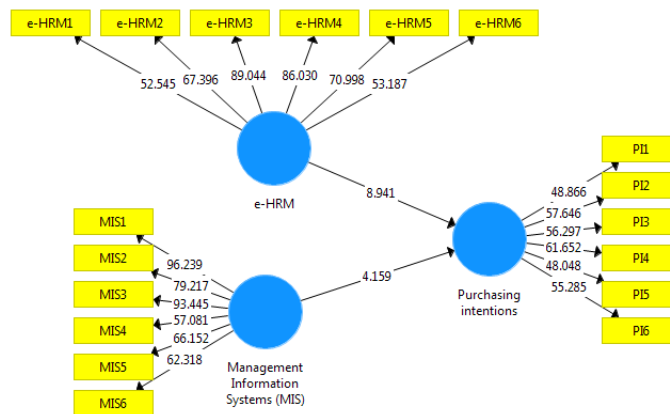 e-HRM1 e-HRM2 e-HRM3 e-HRM4 e-HRM5 e-HRM6
52.545 67.396 89.044 86.030 70.998 53.187
e-HRM
8.941
MIS1
MIS2
MIS3
MIS4
MIS5
MIS6
96.239
79.217
93.445
57.081
66.152
62.318
Management
Information
Systems (MIS)
4.159
Purchasing
intentions
48.866
57.646
56.297
61.652
48.048
55.285
PI1
PI2
PI3
PI4
PI5
PI6